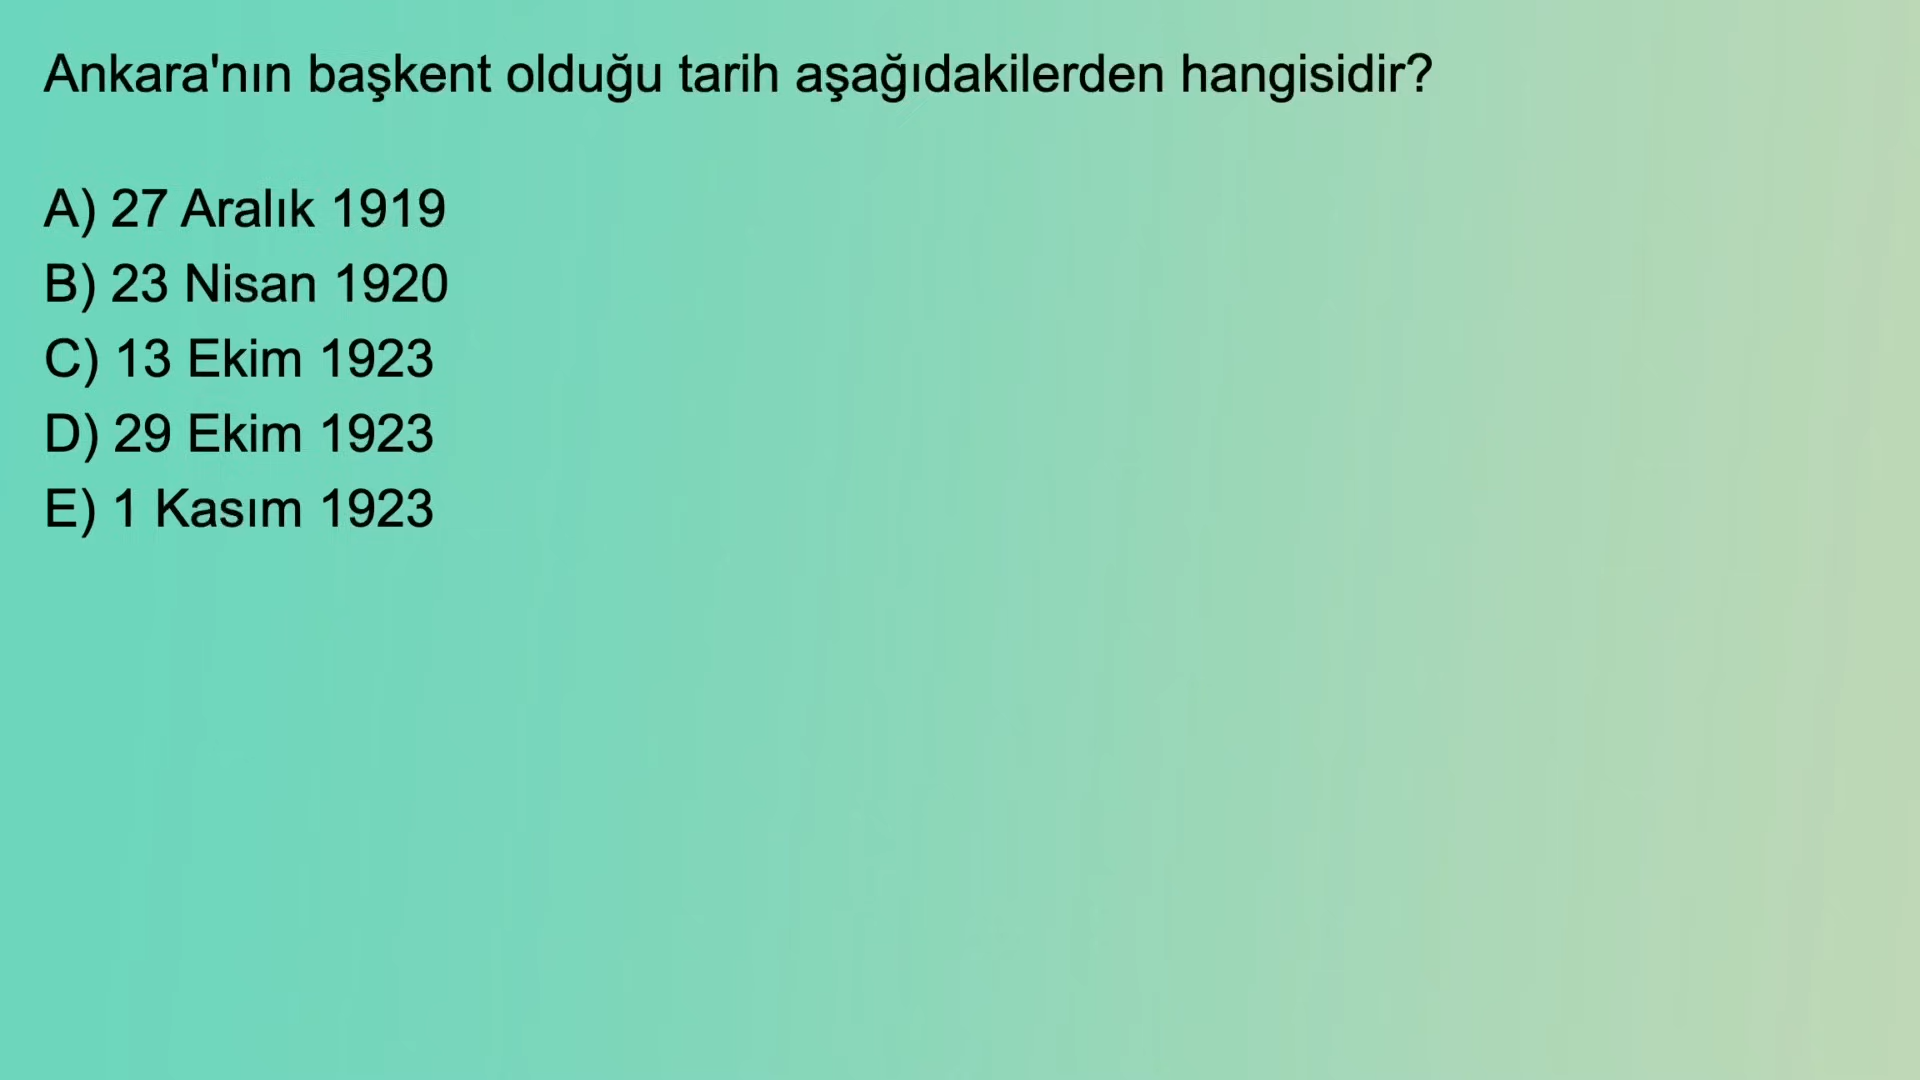 Ankara'nın başkent olduğu tarih aşağıdakilerden hangisidir?
A) 27 Aralık 1919
B) 23 Nisan 1920
C) 13 Ekim 1923
D) 29 Ekim 1923
E) 1 Kasım 1923